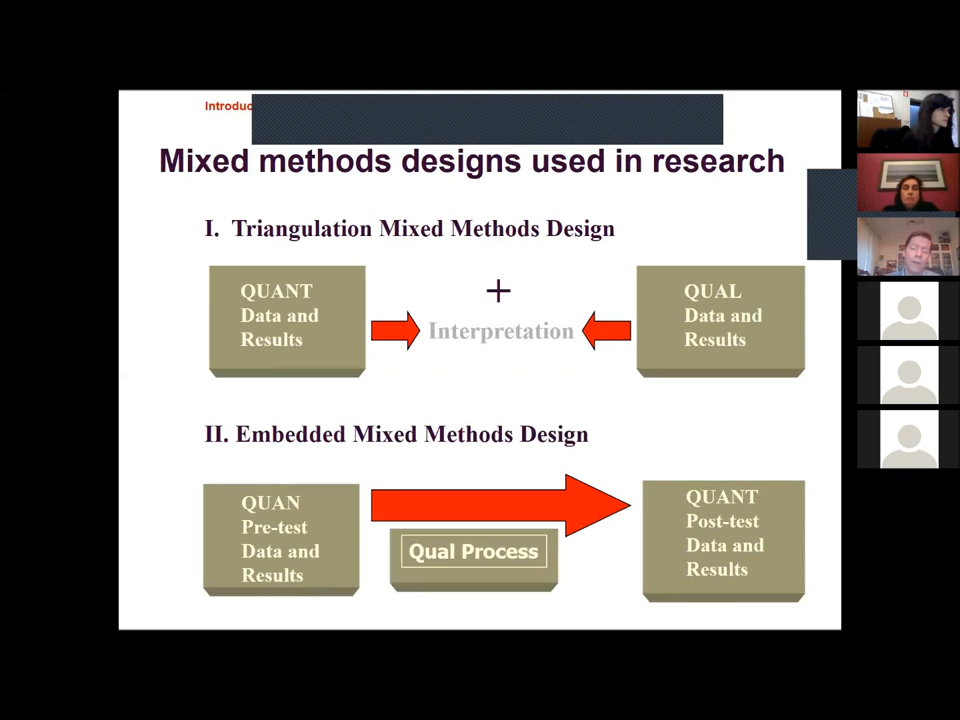 Introduc
Mixed methods designs used in research
I. Triangulation Mixed Methods Design
QUANT
Data and
Results
+
Interpretation
QUAL
Data and
Results
II. Embedded Mixed Methods Design
QUAN
Pre-test
Data and
Results
Qual Process
QUANT
Post-test
Data and
Results